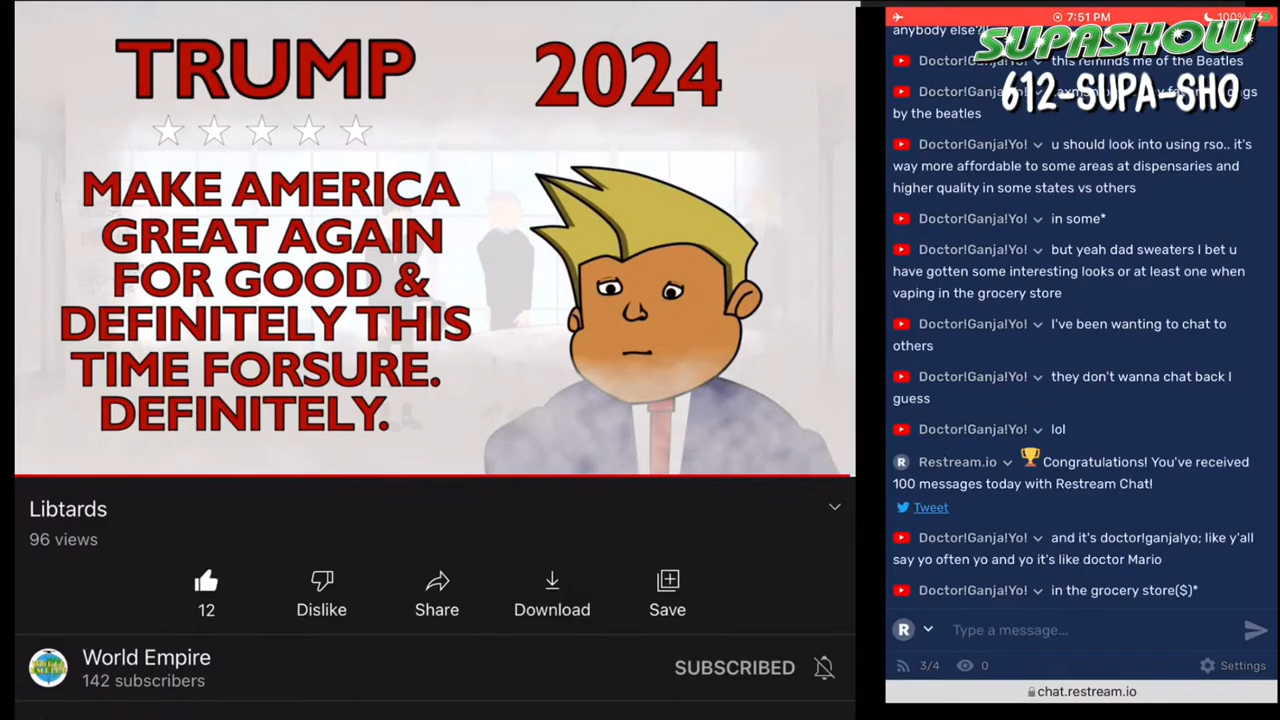 TRUMP 2024
MAKE AMERICA
GREAT AGAIN
FOR GOOD &
DEFINITELY THIS
TIME FORSURE.
DEFINITELY.
Libtards
96 views
12
Dislike
Share
Download
Save
World Empire
142 subscribers
SUBSCRIBED
7:51 PM
100%
SUPASHOW
612-SUPA-SHO
anybody else?!
Doctor!Ganja!Yo! this reminds me of the Beatles
Doctor!Ganja
by the beatles
Doctor!Ganja!Yo! u should look into using rso.. it's
way more affordable to some areas at dispensaries and
higher quality in some states vs others
Doctor!Ganja!Yo! in some*
Doctor!Ganja!Yo! but yeah dad sweaters I bet u
have gotten some interesting looks or at least one when
vaping in the grocery store
Doctor!Ganja!Yo! I've been wanting to chat to
others
Doctor!Ganja!Yo! they don't wanna chat back I
guess
Doctor!Ganja!Yo! lol
R Restream.io 🏆 Congratulations! You've received
100 messages today with Restream Chat!
Tweet
Doctor!Ganja!Yo! and it's doctor!ganja!yo; like y'all
say yo often yo and yo it's like doctor Mario
Doctor!Ganja!Yo! in the grocery store($)*
R Type a message...
3/4 0 Settings
chat.restream.io